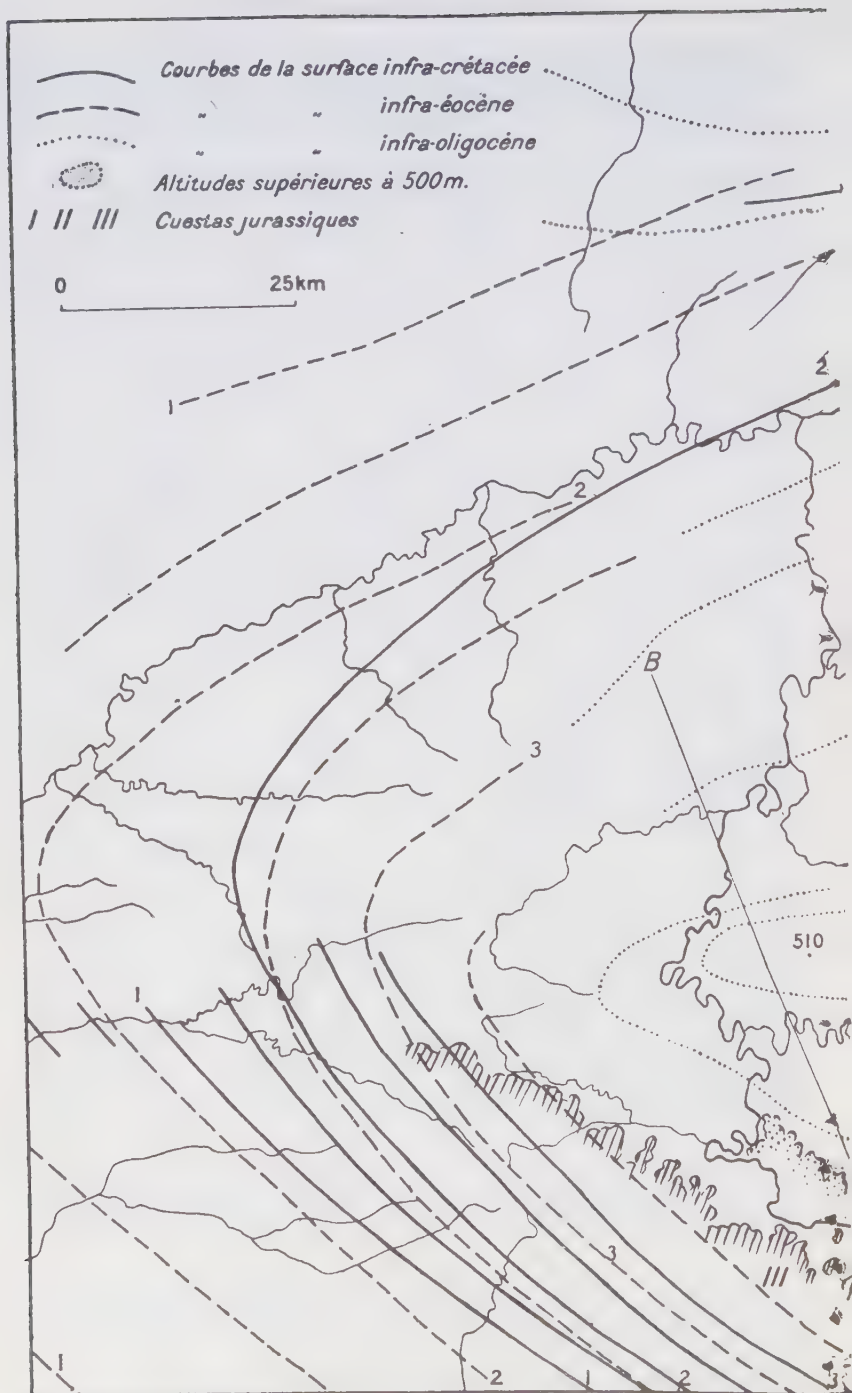 Courbes de la surface infra-crétacée
„ „ infra-éocène
„ „ infra-oligocène
Altitudes supérieures à 500m.
I II III Cuestas jurassiques
0 25km
1
2
2
B
3
510
1
3
III
1
2
1
2
3